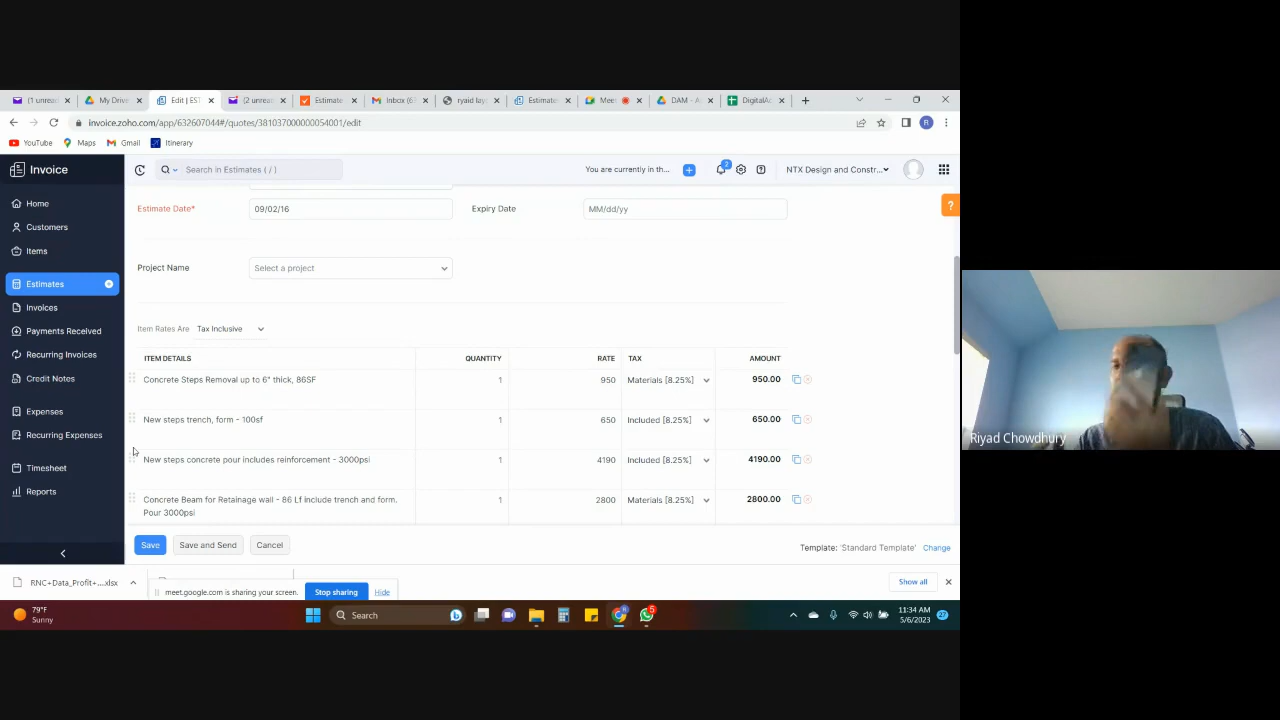 (1 unrea
My Drive
Edit | EST
(2 unrea
Estimate
Inbox (6
ryaid tay
Estimate
Meet
DAM - A
DigitalAr
invoice.zoho.com/app/632607044#/quotes/3810370000000054001/edit
YouTube
Maps
Gmail
Itinerary
Invoice
Search in Estimates ( / )
You are currently in th...
2
NTX Design and Constr...
Home
Customers
Items
Estimates
Invoices
Payments Received
Recurring Invoices
Credit Notes
Expenses
Recurring Expenses
Timesheet
Reports
Estimate Date*
09/02/16
Expiry Date
MM/dd/yy
?
Project Name
Select a project
Item Rates Are
Tax Inclusive
ITEM DETAILS
QUANTITY
RATE
TAX
AMOUNT
Concrete Steps Removal up to 6" thick, 86SF
1
950
Materials [8.25%]
950.00
New steps trench, form - 100sf
1
650
Included [8.25%]
650.00
New steps concrete pour includes reinforcement - 3000psi
1
4190
Included [8.25%]
4190.00
Concrete Beam for Retainage wall - 86 Lf include trench and form.
Pour 3000psi
1
2800
Materials [8.25%]
2800.00
Save
Save and Send
Cancel
Template: 'Standard Template'
Change
RNC+Data_Profit+....xlsx
meet.google.com is sharing your screen.
Stop sharing
Hide
Show all
79°F
Sunny
Search
5
11:34 AM
5/6/2023
27
Riyad Chowdhury